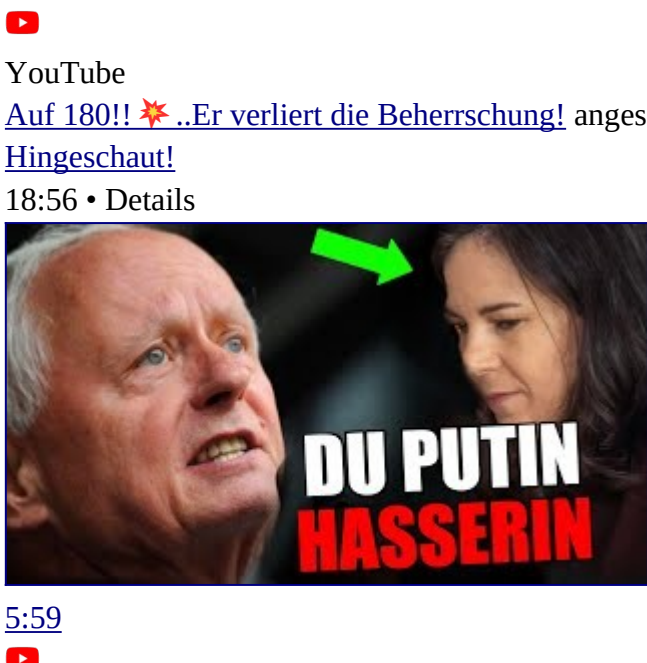 YouTube
Auf 180!! 💥 ..Er verliert die Beherrschung! anges
Hingeschaut!
18:56 • Details
DU PUTIN
HASSERIN
5:59